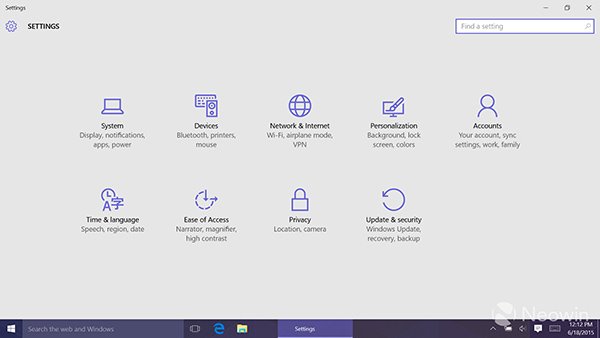 Settings
SETTINGS
Find a setting
System
Display, notifications,
apps, power
Devices
Bluetooth, printers,
mouse
Network & Internet
Wi-Fi, airplane mode,
VPN
Personalization
Background, lock
screen, colors
Accounts
Your account, sync
settings, work, family
A字
Time & language
Speech, region, date
Ease of Access
Narrator, magnifier,
high contrast
Privacy
Location, camera
Update & security
Windows Update,
recovery, backup
Neowin
Search the web and Windows
Settings
12:12 PM
6/18/2015